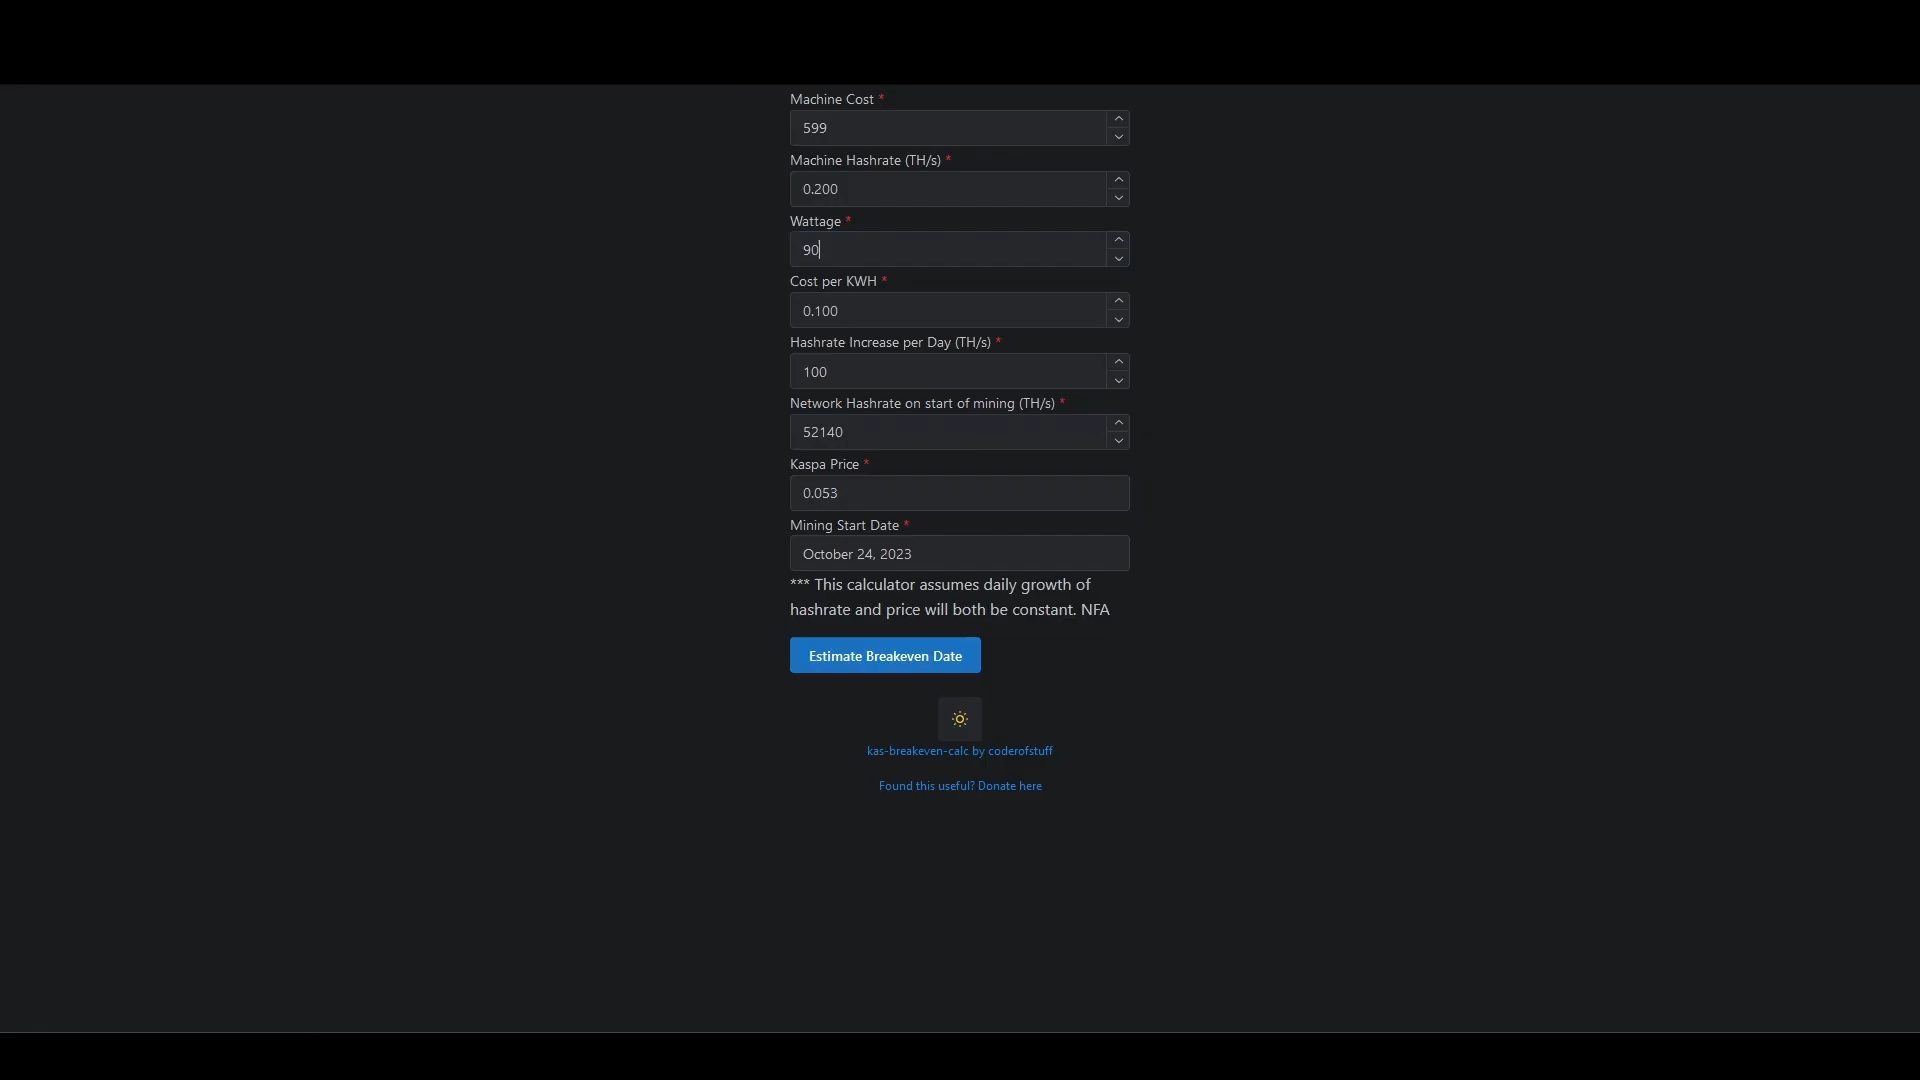 Machine Cost *
599
Machine Hashrate (TH/s) *
0.200
Wattage *
90
Cost per KWH *
0.100
Hashrate Increase per Day (TH/s) *
100
Network Hashrate on start of mining (TH/s) *
52140
Kaspa Price *
0.053
Mining Start Date *
October 24, 2023
*** This calculator assumes daily growth of
hashrate and price will both be constant. NFA
Estimate Breakeven Date
kas-breakeven-calc by coderofstuff
Found this useful? Donate here